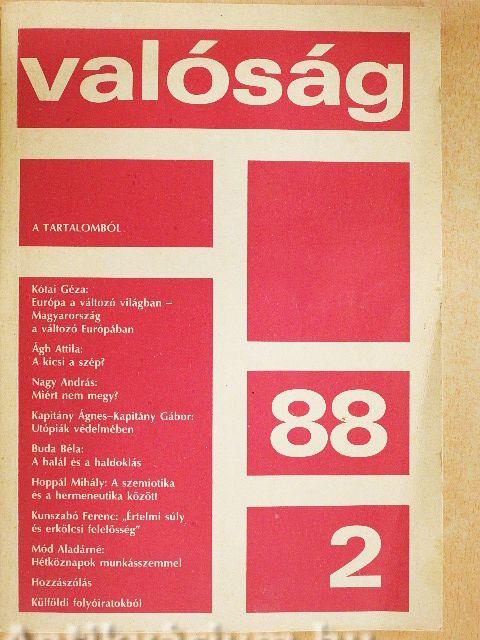 valóság
A TARTALOMBÓL
Kótai Géza:
Európa a változó világban –
Magyarország
a változó Európában
Ágh Attila:
A kicsi a szép?
Nagy András:
Miért nem megy?
Kapitány Ágnes–Kapitány Gábor:
Utópiák védelmében
Buda Béla:
A halál és a haldoklás
Hoppál Mihály: A szemiotika
és a hermeneutika között
Kunszabó Ferenc: „Értelmi súly
és erkölcsi felelősség”
Mód Aladárné:
Hétköznapok munkásszemmel
Hozzászólás
Külföldi folyóiratokból
88
2